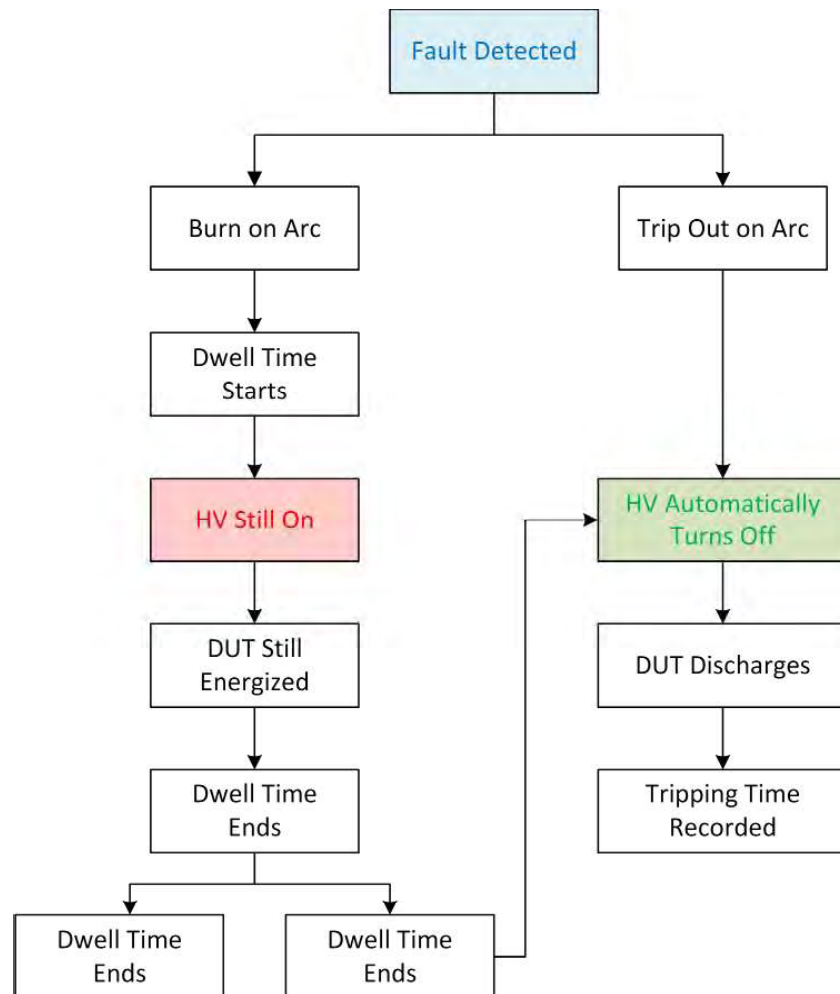 Fault Detected
Burn on Arc
Trip Out on Arc
Dwell Time
Starts
HV Still On
HV Automatically
Turns Off
DUT Still
Energized
DUT Discharges
Dwell Time
Ends
Tripping Time
Recorded
Dwell Time
Ends
Dwell Time
Ends